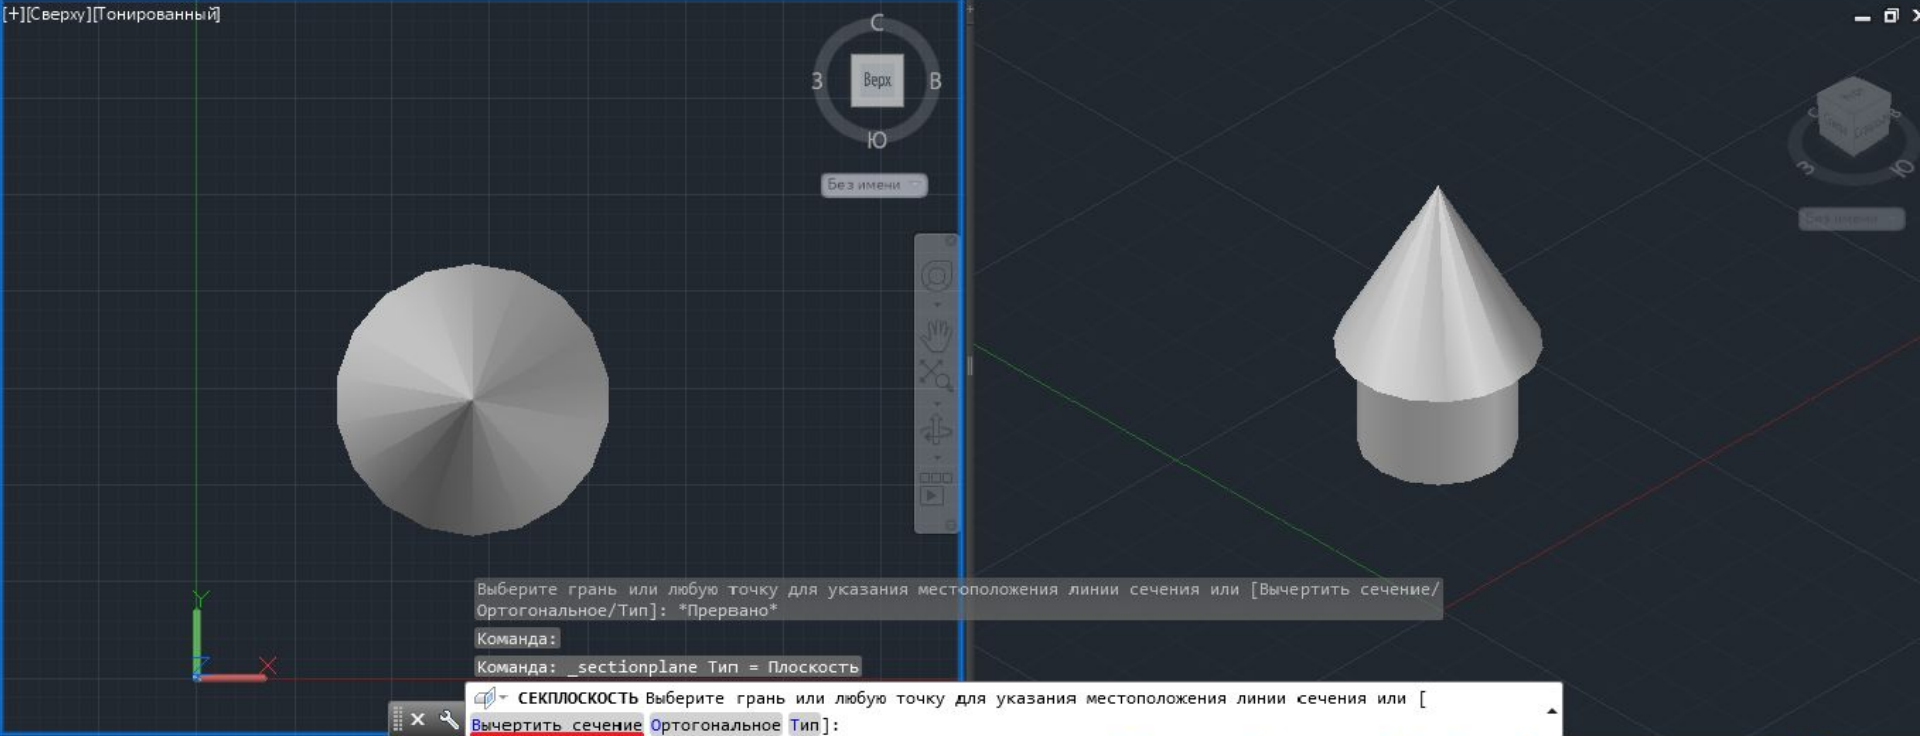 [+][Сверху][Тонированный]
С
З
Верх
В
Ю
Без имени
С
В
З
Ю
Без имени
Выберите грань или любую точку для указания местоположения линии сечения или [Вычертить сечение/
Ортогональное/Тип]: *Прервано*
Команда:
Команда: _sectionplane Тип = Плоскость
СЕКПЛОСКОСТЬ Выберите грань или любую точку для указания местоположения линии сечения или [
Вычертить сечение Ортогональное Тип]:
Y
Z
X